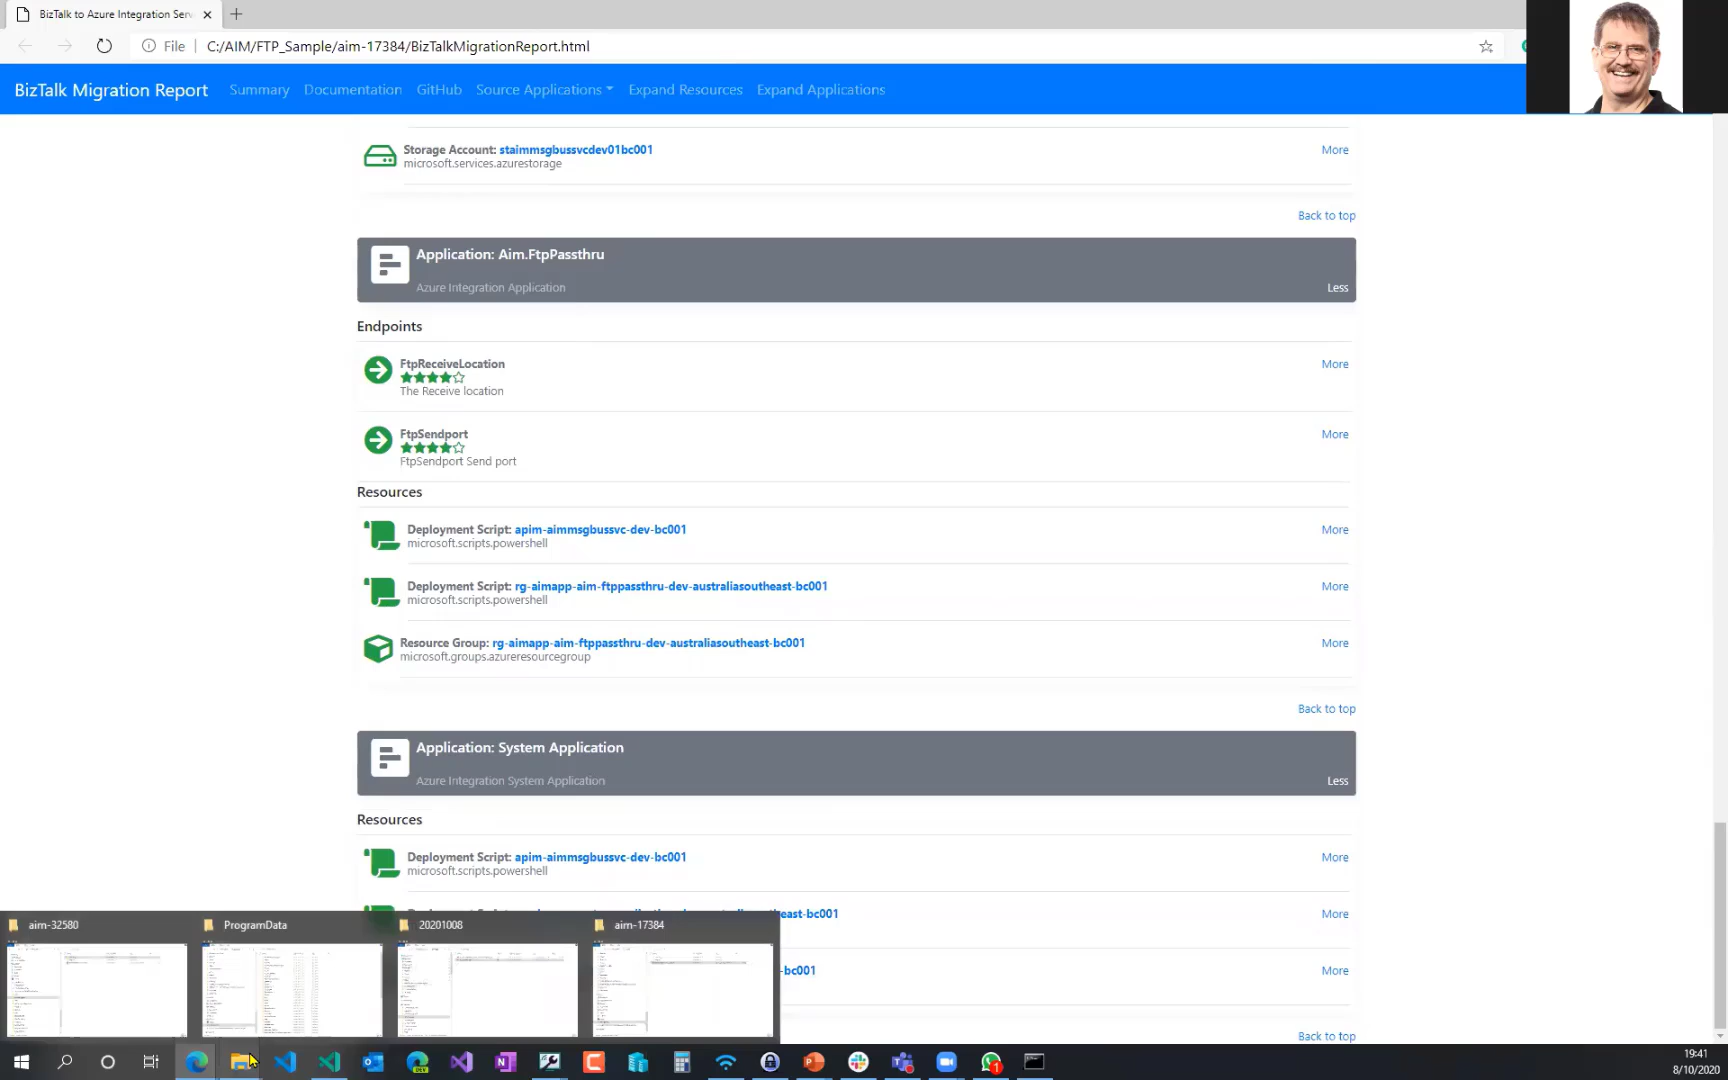 BizTalk to Azure Integration Serv
File
C:/AIM/FTP_Sample/aim-17384/BizTalkMigrationReport.html
BizTalk Migration Report
Summary
Documentation
GitHub
Source Applications
Expand Resources
Expand Applications
Storage Account: staimmsgbussvcdev01bc001
More
microsoft.services.azurestorage
Back to top
Application: Aim.FtpPassthru
Azure Integration Application
Less
Endpoints
FtpReceiveLocation
More
The Receive location
FtpSendport
More
FtpSendport Send port
Resources
Deployment Script: apim-aimmsgbussvc-dev-bc001
More
microsoft.scripts.powershell
Deployment Script: rg-aimapp-aim-ftppassthru-dev-australiasoutheast-bc001
More
microsoft.scripts.powershell
Resource Group: rg-aimapp-aim-ftppassthru-dev-australiasoutheast-bc001
More
microsoft.groups.azureresourcegroup
Back to top
Application: System Application
Azure Integration System Application
Less
Resources
Deployment Script: apim-aimmsgbussvc-dev-bc001
More
microsoft.scripts.powershell
east-bc001
More
aim-32580
ProgramData
20201008
aim-17384
-bc001
More
Back to top
19:41
8/10/2020